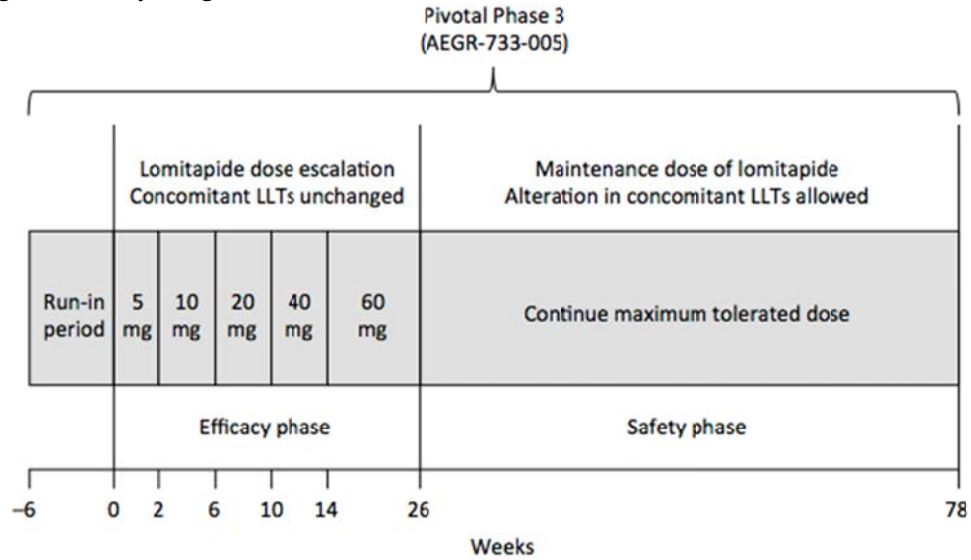 Pivotal Phase 3
(AEGR-733-005)
Lomitapide dose escalation
Concomitant LLTs unchanged
Maintenance dose of lomitapide
Alteration in concomitant LLTs allowed
Run-in
period
5
mg
10
mg
20
mg
40
mg
60
mg
Continue maximum tolerated dose
Efficacy phase
Safety phase
–6 0 2 6 10 14 26 78
Weeks